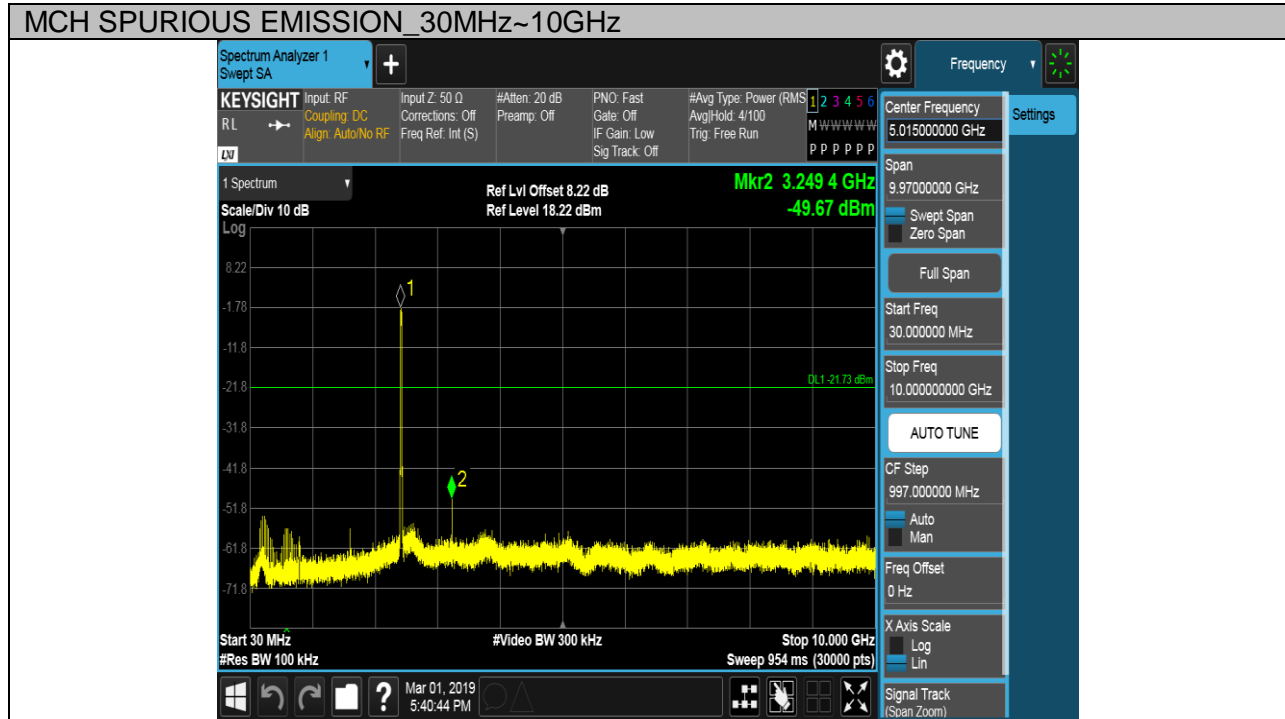 MCH SPURIOUS EMISSION_30MHz~10GHz
Spectrum Analyzer 1
Swept SA
+
Frequency
KEYSIGHT
RL
LXI
Input: RF
Coupling: DC
Align: Auto/No RF
Input Z: 50 Ω
Corrections: Off
Freq Ref: Int (S)
#Atten: 20 dB
Preamp: Off
PNO: Fast
Gate: Off
IF Gain: Low
Sig Track: Off
#Avg Type: Power (RMS
Avg|Hold: 4/100
Trig: Free Run
1 2 3 4 5 6
M W W W W W
P P P P P P
1 Spectrum
Scale/Div 10 dB
Ref Lvl Offset 8.22 dB
Ref Level 18.22 dBm
Mkr2 3.249 4 GHz
-49.67 dBm
Log
8.22
-1.78
-11.8
-21.8
-31.8
-41.8
-51.8
-61.8
-71.8
1
2
DL1 -21.73 dBm
Start 30 MHz
#Res BW 100 kHz
#Video BW 300 kHz
Stop 10.000 GHz
Sweep 954 ms (30000 pts)
?
Mar 01, 2019
5:40:44 PM
Center Frequency
5.015000000 GHz
Settings
Span
9.97000000 GHz
Swept Span
Zero Span
Full Span
Start Freq
30.000000 MHz
Stop Freq
10.000000000 GHz
AUTO TUNE
CF Step
997.000000 MHz
Auto
Man
Freq Offset
0 Hz
X Axis Scale
Log
Lin
Signal Track
(Span Zoom)